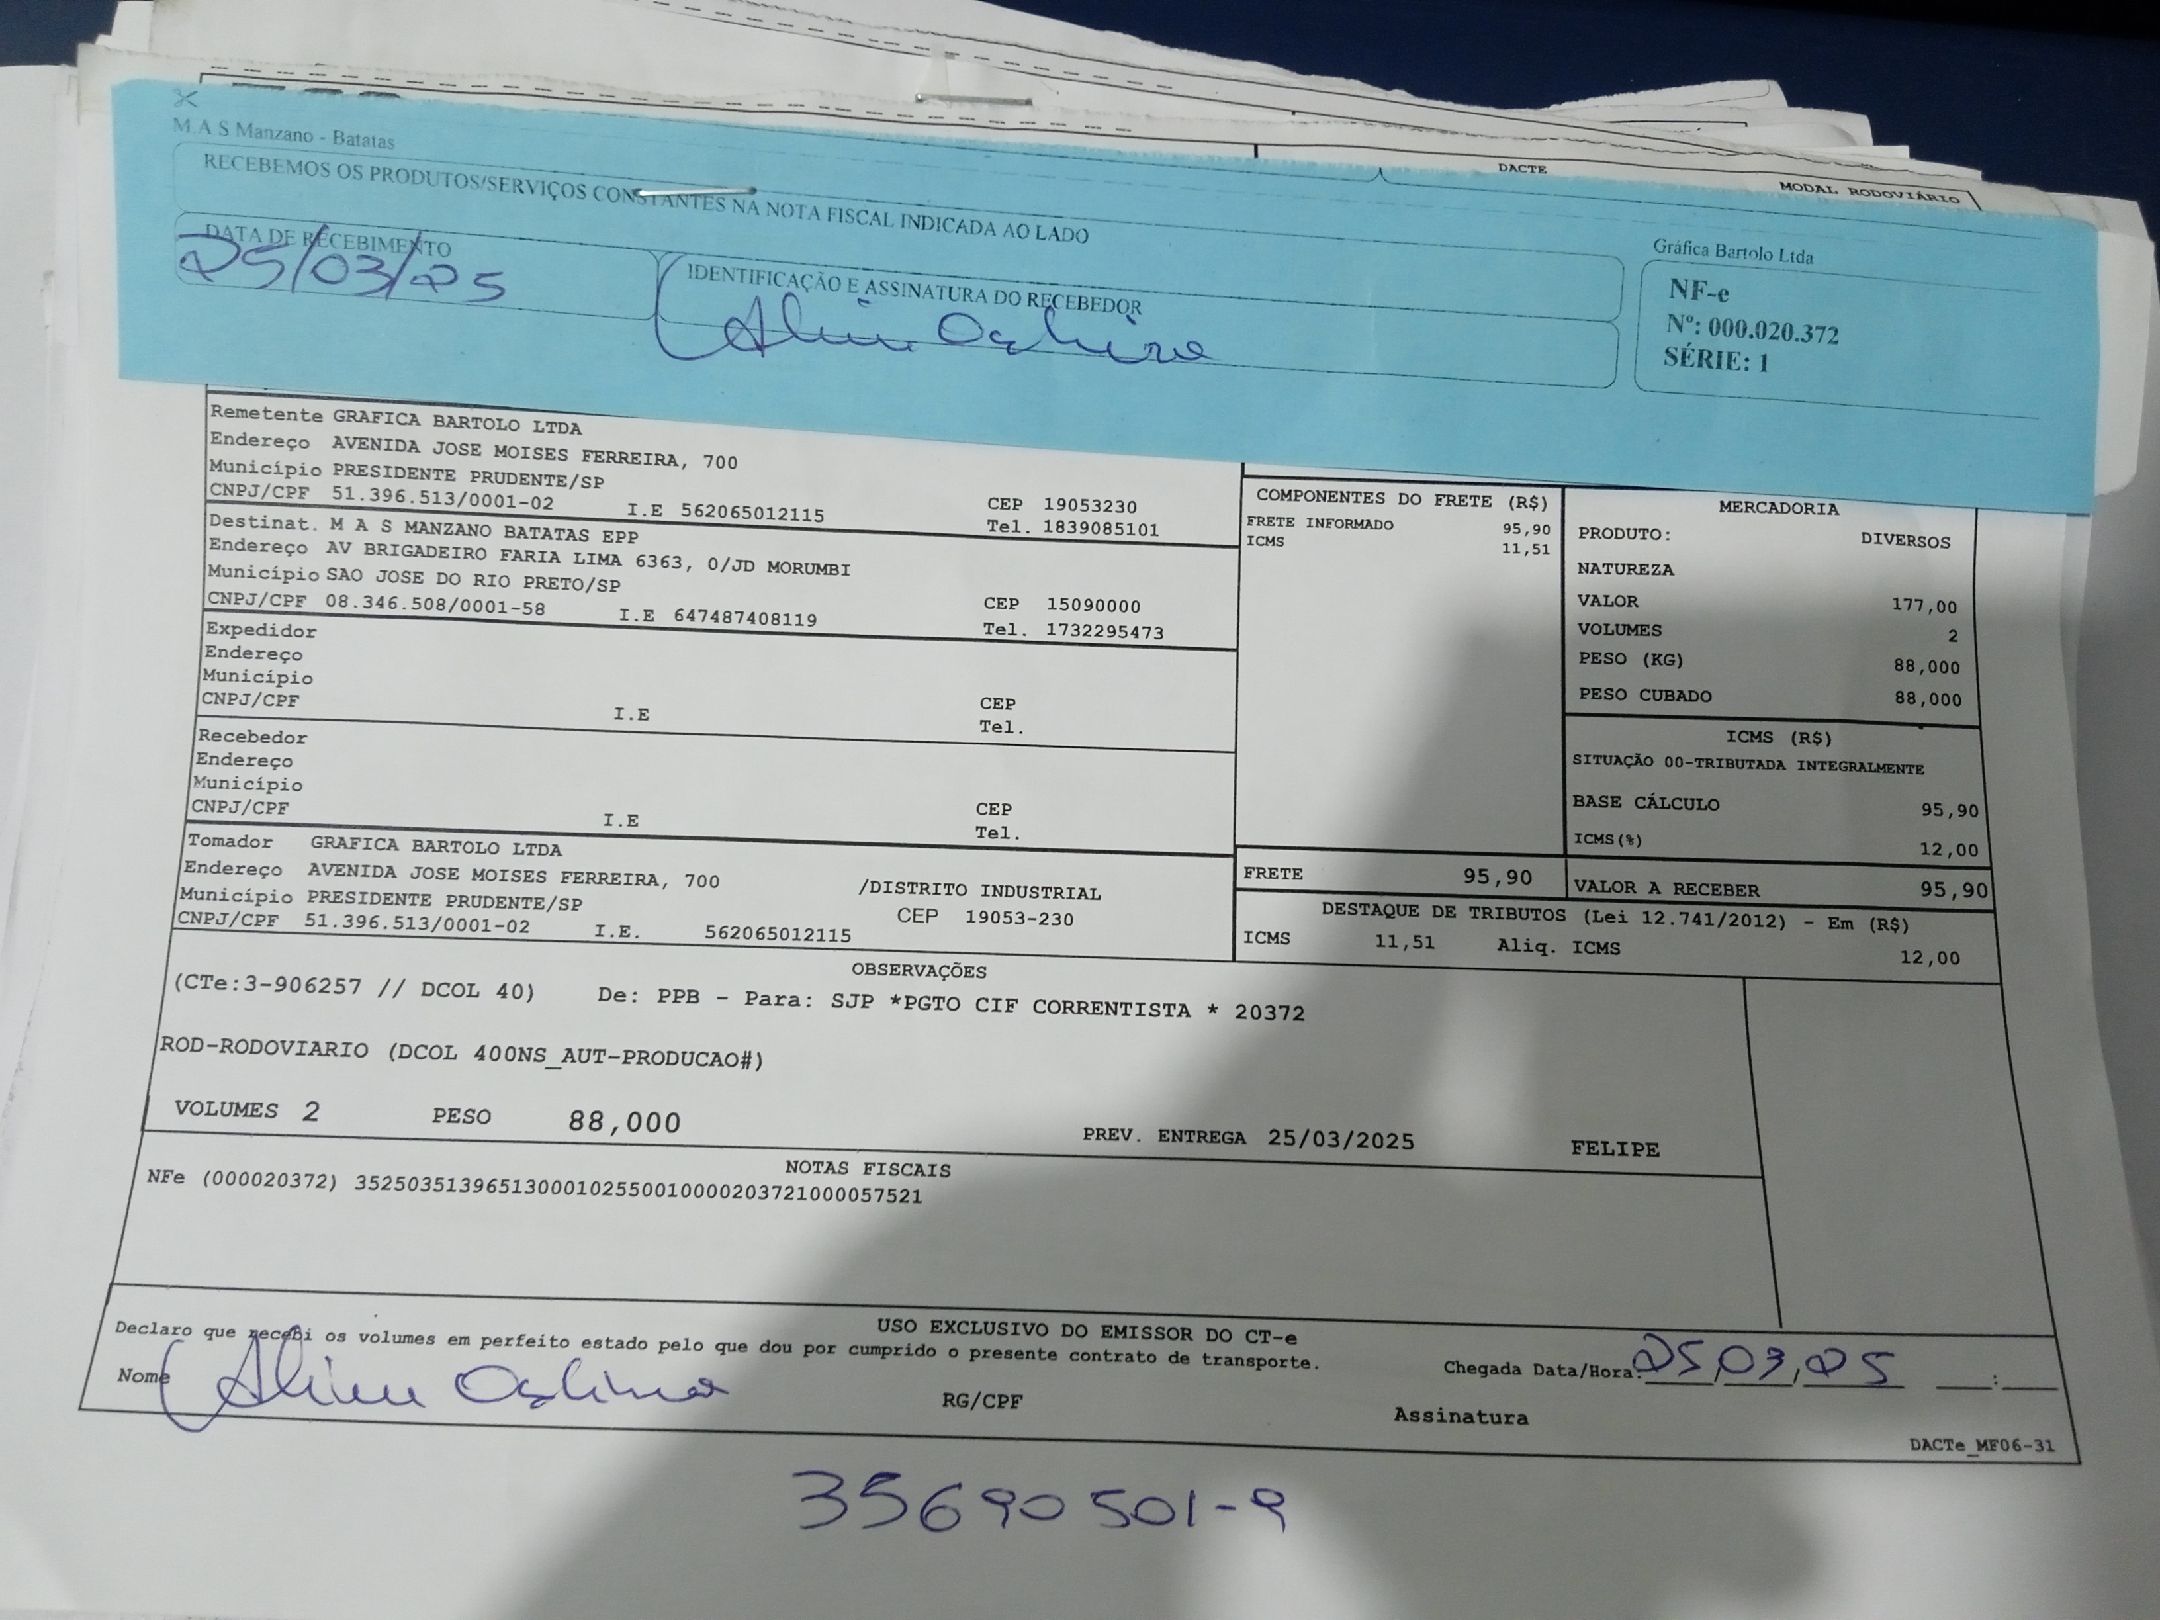 DACTE
MODAL RODOVIÁRIO
M A S Manzano - Batatas
RECEBEMOS OS PRODUTOS/SERVIÇOS CONSTANTES NA NOTA FISCAL INDICADA AO LADO
DATA DE RECEBIMENTO
25/03/25
IDENTIFICAÇÃO E ASSINATURA DO RECEBEDOR
Gráfica Bartolo Ltda
NF-e
Nº: 000.020.372
SÉRIE: 1
Remetente GRAFICA BARTOLO LTDA
Endereço AVENIDA JOSE MOISES FERREIRA, 700
Município PRESIDENTE PRUDENTE/SP CEP 19053230
CNPJ/CPF 51.396.513/0001-02 I.E 562065012115 Tel. 1839085101
Destinat. M A S MANZANO BATATAS EPP
Endereço AV BRIGADEIRO FARIA LIMA 6363, 0/JD MORUMBI
Município SAO JOSE DO RIO PRETO/SP CEP 15090000
CNPJ/CPF 08.346.508/0001-58 I.E 647487408119 Tel. 1732295473
Expedidor
Endereço
Município CEP
CNPJ/CPF I.E Tel.
Recebedor
Endereço
Município CEP
CNPJ/CPF I.E Tel.
Tomador GRAFICA BARTOLO LTDA
Endereço AVENIDA JOSE MOISES FERREIRA, 700 /DISTRITO INDUSTRIAL
Município PRESIDENTE PRUDENTE/SP CEP 19053-230
CNPJ/CPF 51.396.513/0001-02 I.E. 562065012115
COMPONENTES DO FRETE (R$)
FRETE INFORMADO 95,90
ICMS 11,51
MERCADORIA
PRODUTO: DIVERSOS
NATUREZA
VALOR 177,00
VOLUMES 2
PESO (KG) 88,000
PESO CUBADO 88,000
ICMS (R$)
SITUAÇÃO 00-TRIBUTADA INTEGRALMENTE
BASE CÁLCULO 95,90
ICMS(%) 12,00
FRETE 95,90 VALOR A RECEBER 95,90
DESTAQUE DE TRIBUTOS (Lei 12.741/2012) - Em (R$)
ICMS 11,51 Aliq. ICMS 12,00
OBSERVAÇÕES
(CTe:3-906257 // DCOL 40) De: PPB - Para: SJP *PGTO CIF CORRENTISTA * 20372
ROD-RODOVIARIO (DCOL 400NS_AUT-PRODUCAO#)
VOLUMES 2 PESO 88,000 PREV. ENTREGA 25/03/2025 FELIPE
NOTAS FISCAIS
NFe (000020372) 35250351396513000102550010000203721000057521
USO EXCLUSIVO DO EMISSOR DO CT-e
Declaro que recebi os volumes em perfeito estado pelo que dou por cumprido o presente contrato de transporte.
Chegada Data/Hora: 25,03,25 :
Nome RG/CPF Assinatura
DACTe_MF06-31
35690501-9